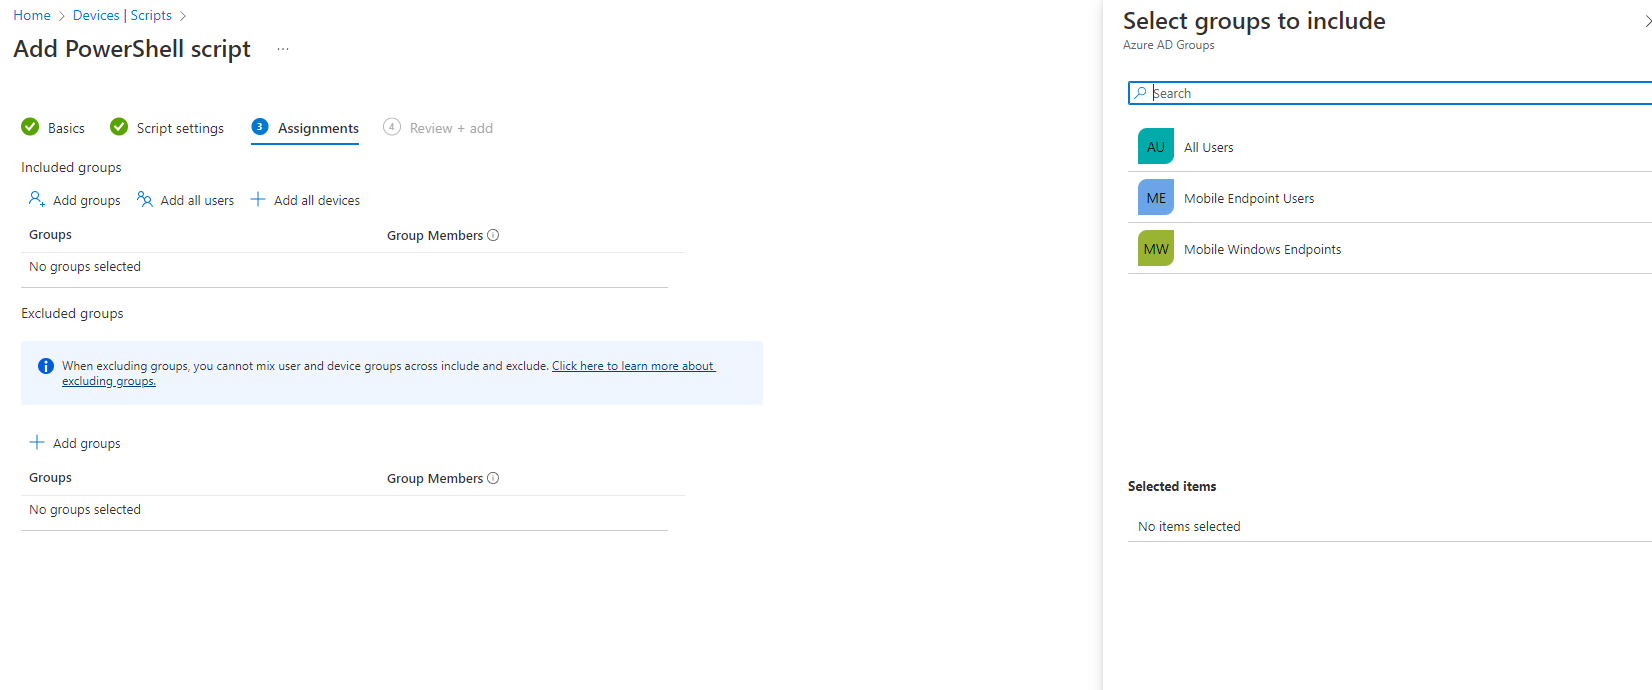 Home > Devices | Scripts >
Add PowerShell script ...
Basics
Script settings
3 Assignments
4 Review + add
Included groups
Add groups
Add all users
Add all devices
Groups
Group Members
No groups selected
Excluded groups
When excluding groups, you cannot mix user and device groups across include and exclude. Click here to learn more about
excluding groups.
Add groups
Groups
Group Members
No groups selected
Select groups to include
Azure AD Groups
Search
AU All Users
ME Mobile Endpoint Users
MW Mobile Windows Endpoints
Selected items
No items selected